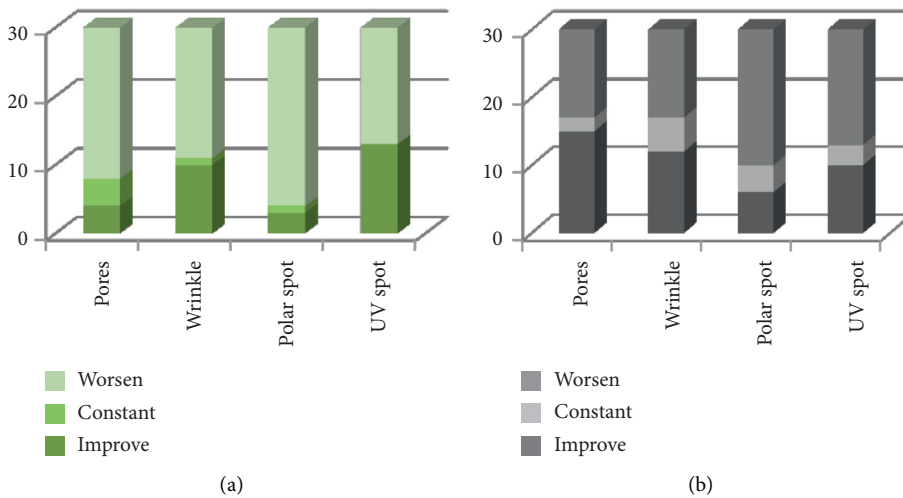 30
20
10
0
Pores
Wrinkle
Polar spot
UV spot
Worsen
Constant
Improve
(a)
30
20
10
0
Pores
Wrinkle
Polar spot
UV spot
Worsen
Constant
Improve
(b)